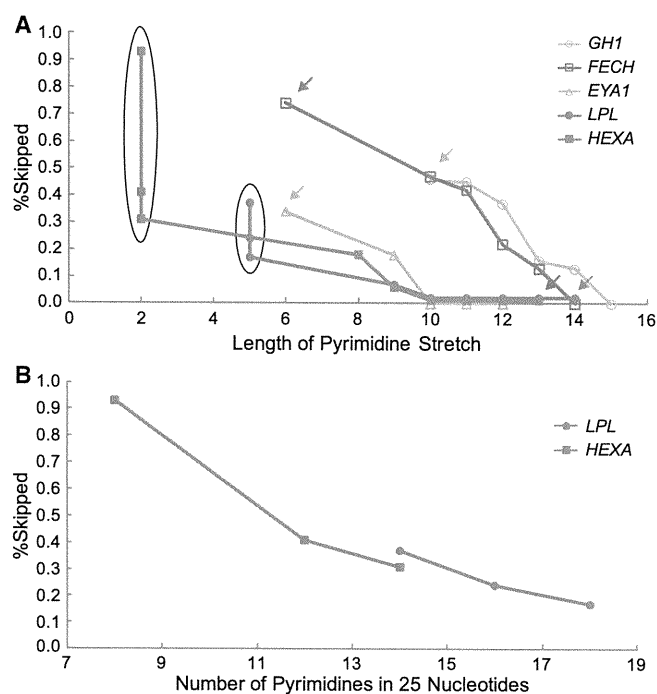 A
1.0
0.9
0.8
0.7
0.6
0.5
0.4
0.3
0.2
0.1
0.0
%Skipped
0 2 4 6 8 10 12 14 16
Length of Pyrimidine Stretch
GH1
FECH
EYA1
LPL
HEXA
B
1.0
0.9
0.8
0.7
0.6
0.5
0.4
0.3
0.2
0.1
0.0
%Skipped
7 9 11 13 15 17 19
Number of Pyrimidines in 25 Nucleotides
LPL
HEXA